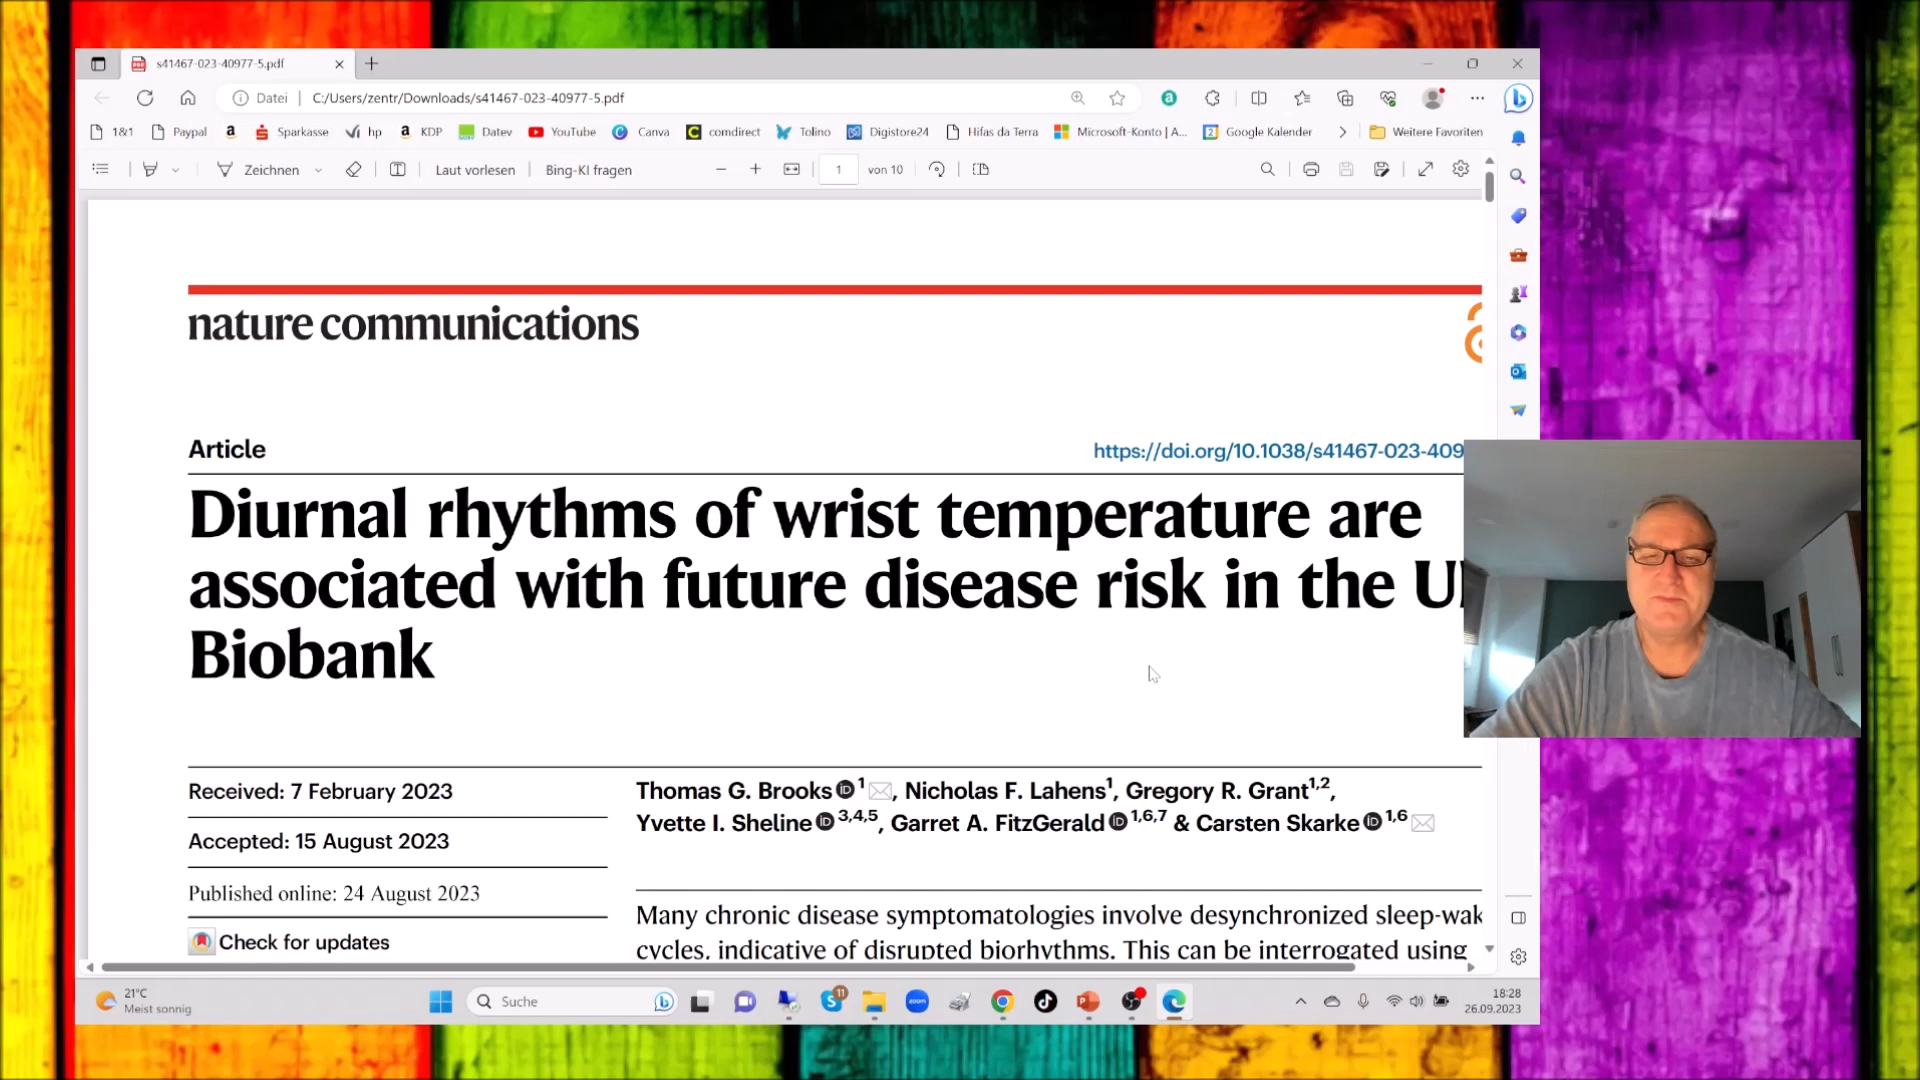 s41467-023-40977-5.pdf
Datei | C:/Users/zentr/Downloads/s41467-023-40977-5.pdf
1&1 Paypal Sparkasse hp KDP Datev YouTube Canva comdirect Tolino Digistore24 Hifas da Terra Microsoft-Konto | A... Google Kalender Weitere Favoriten
Zeichnen Laut vorlesen Bing-KI fragen 1 von 10
nature communications
Article https://doi.org/10.1038/s41467-023-409
Diurnal rhythms of wrist temperature are
associated with future disease risk in the U
Biobank
Received: 7 February 2023
Accepted: 15 August 2023
Published online: 24 August 2023
Check for updates
Thomas G. Brooks iD 1, Nicholas F. Lahens1, Gregory R. Grant1,2,
Yvette I. Sheline iD 3,4,5, Garret A. FitzGerald iD 1,6,7 & Carsten Skarke iD 1,6
Many chronic disease symptomatologies involve desynchronized sleep-wak
cycles, indicative of disrupted biorhythms. This can be interrogated using
21°C
Meist sonnig
Suche
11
zoom
18:28
26.09.2023